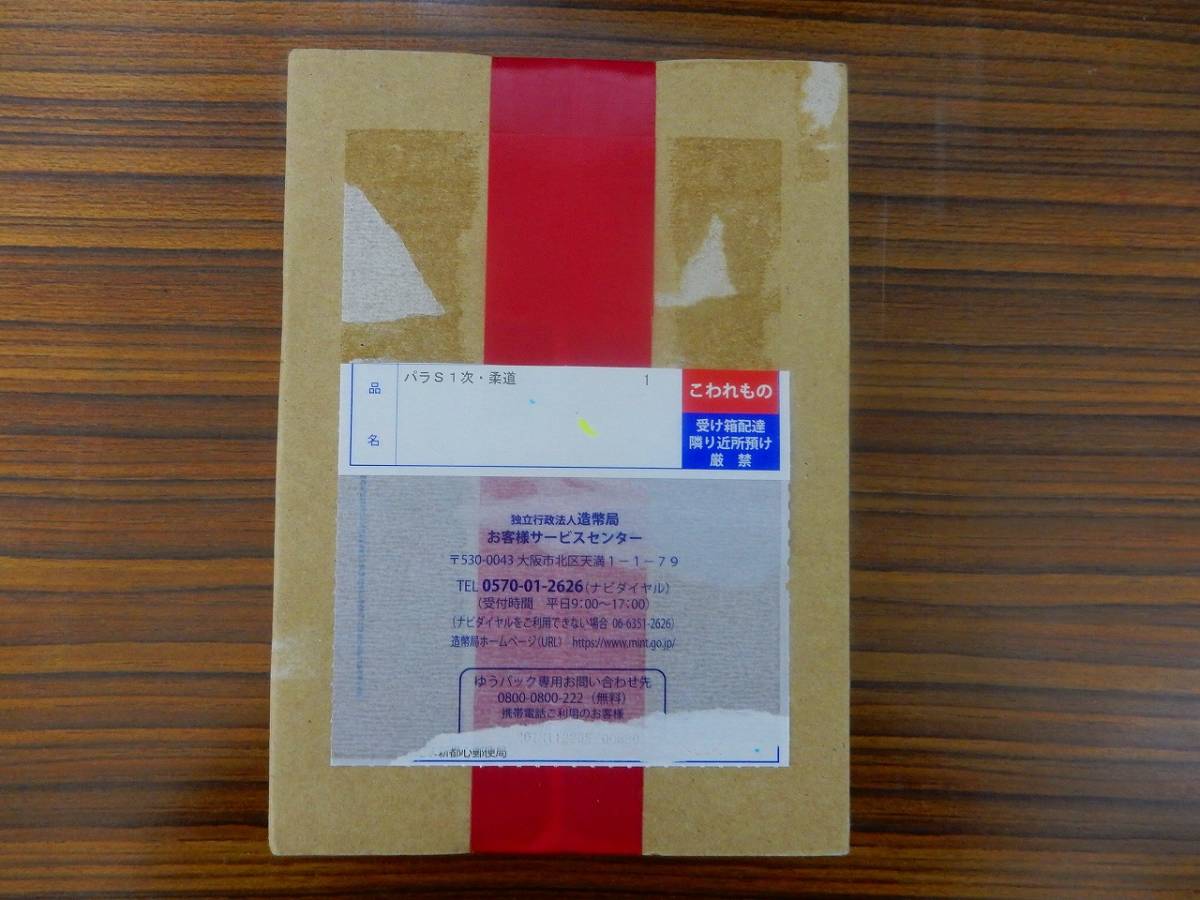 品名
パラS１次・柔道 1
こわれもの
受け箱配達
隣り近所預け
厳 禁
独立行政法人造幣局
お客様サービスセンター
〒530-0043 大阪市北区天満１－１－７９
TEL 0570-01-2626(ナビダイヤル)
(受付時間 平日9:00～17:00)
(ナビダイヤルをご利用できない場合 06-6351-2626)
造幣局ホームページ(URL) https://www.mint.go.jp/
ゆうパック専用お問い合わせ先
0800-0800-222（無料）
携帯電話ご利用のお客様
新都心郵便局